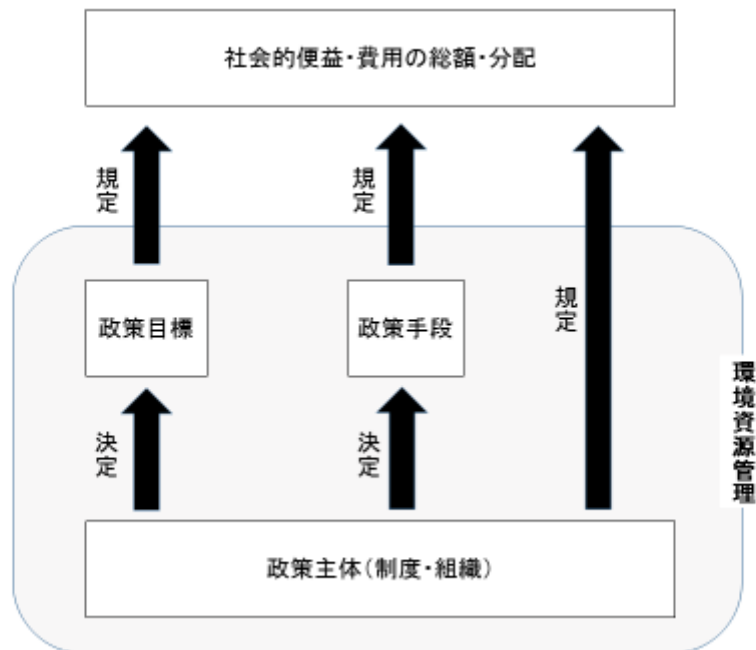 社会的便益・費用の総額・分配
規定
規定
規定
政策目標
政策手段
環境資源管理
決定
決定
政策主体(制度・組織)